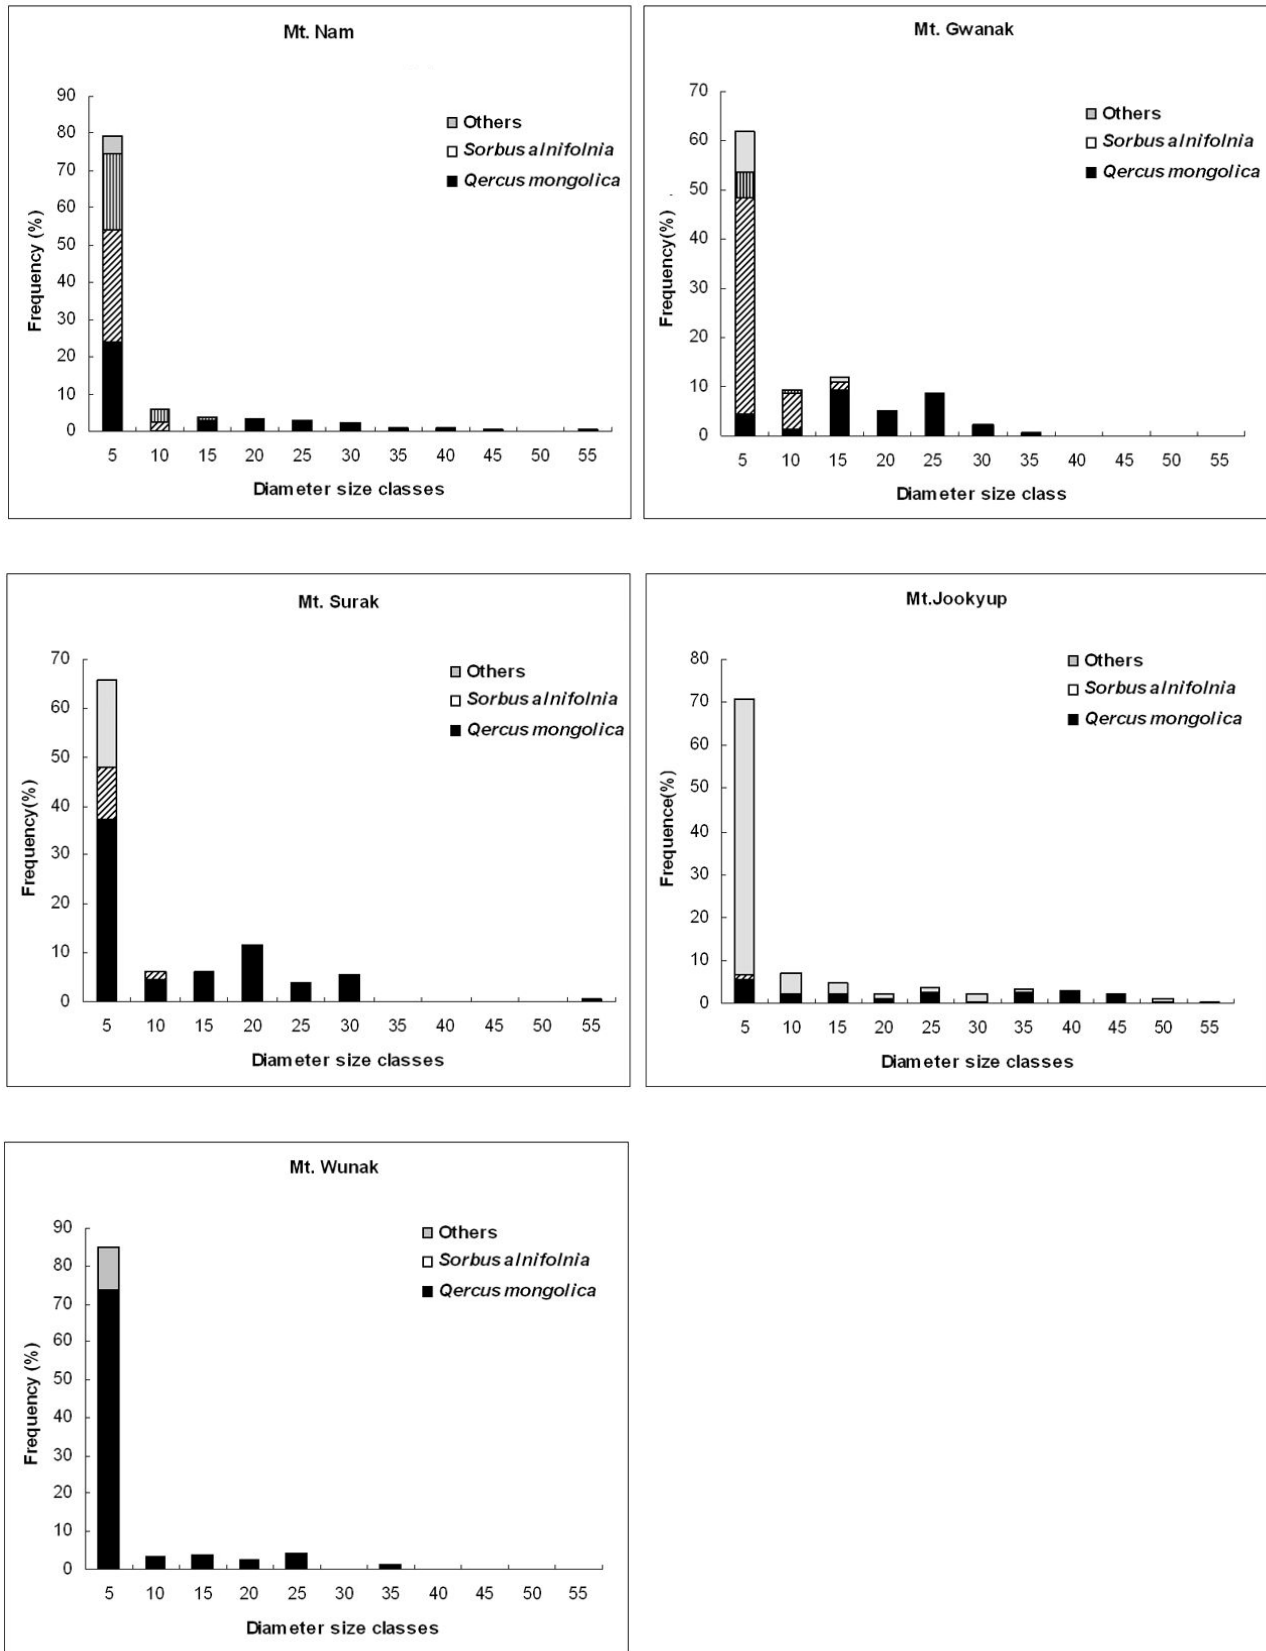 Mt. Nam
90
80
70
60
50
40
30
20
10
0
Frequency (%)
Others
Sorbus alnifolnia
Qercus mongolica
5 10 15 20 25 30 35 40 45 50 55
Diameter size classes
Mt. Gwanak
70
60
50
40
30
20
10
0
Frequency(%)
Others
Sorbus alnifolnia
Qercus mongolica
5 10 15 20 25 30 35 40 45 50 55
Diameter size class
Mt. Surak
70
60
50
40
30
20
10
0
Frequency(%)
Others
Sorbus alnifolnia
Qercus mongolica
5 10 15 20 25 30 35 40 45 50 55
Diameter size classes
Mt.Jookyup
80
70
60
50
40
30
20
10
0
Frequence(%)
Others
Sorbus alnifolnia
Qercus mongolica
5 10 15 20 25 30 35 40 45 50 55
Diameter size classes
Mt. Wunak
90
80
70
60
50
40
30
20
10
0
Frequency (%)
Others
Sorbus alnifolnia
Qercus mongolica
5 10 15 20 25 30 35 40 45 50 55
Diameter size classes